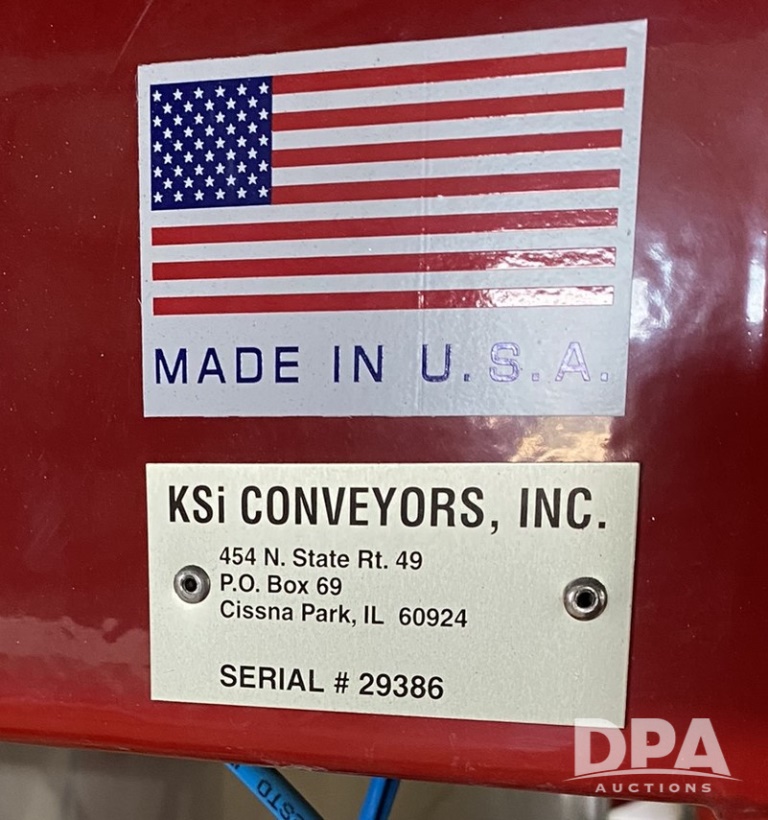 MADE IN U.S.A.
KSi CONVEYORS, INC.
454 N. State Rt. 49
P.O. Box 69
Cissna Park, IL 60924
SERIAL # 29386
DPA
AUCTIONS